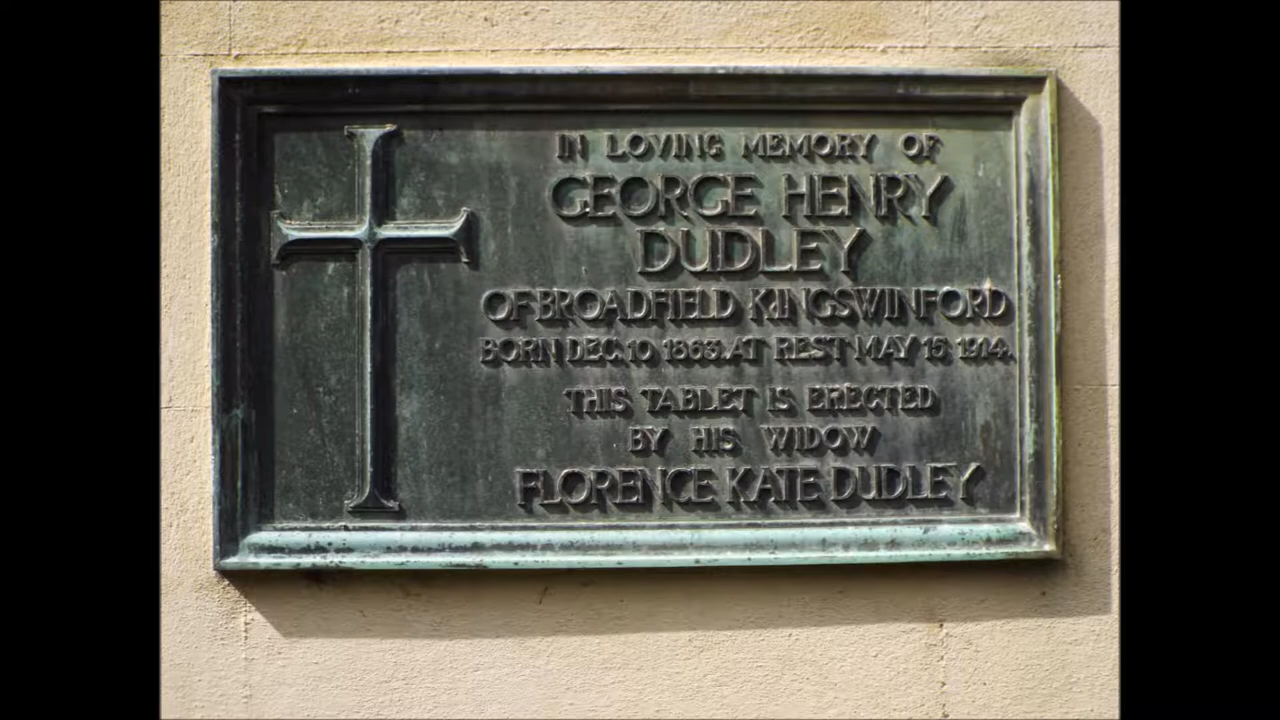 IN LOVING MEMORY OF
GEORGE HENRY
DUDLEY
OF BROADFIELD KINGSWINFORD
BORN DEC. 10 1863. AT REST MAY 15 1914.
THIS TABLET IS ERECTED
BY HIS WIDOW
FLORENCE KATE DUDLEY